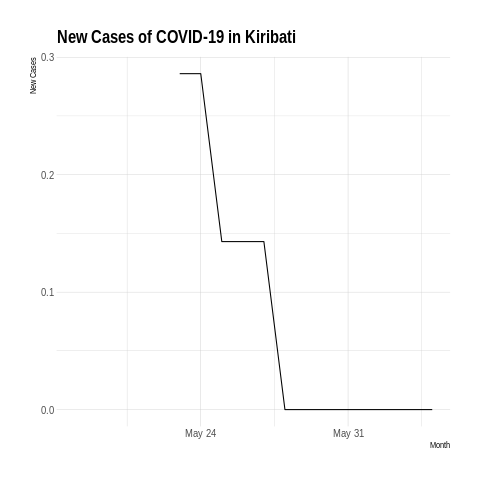 New Cases of COVID-19 in Kiribati
New Cases
0.3
0.2
0.1
0.0
May 24 May 31
Month